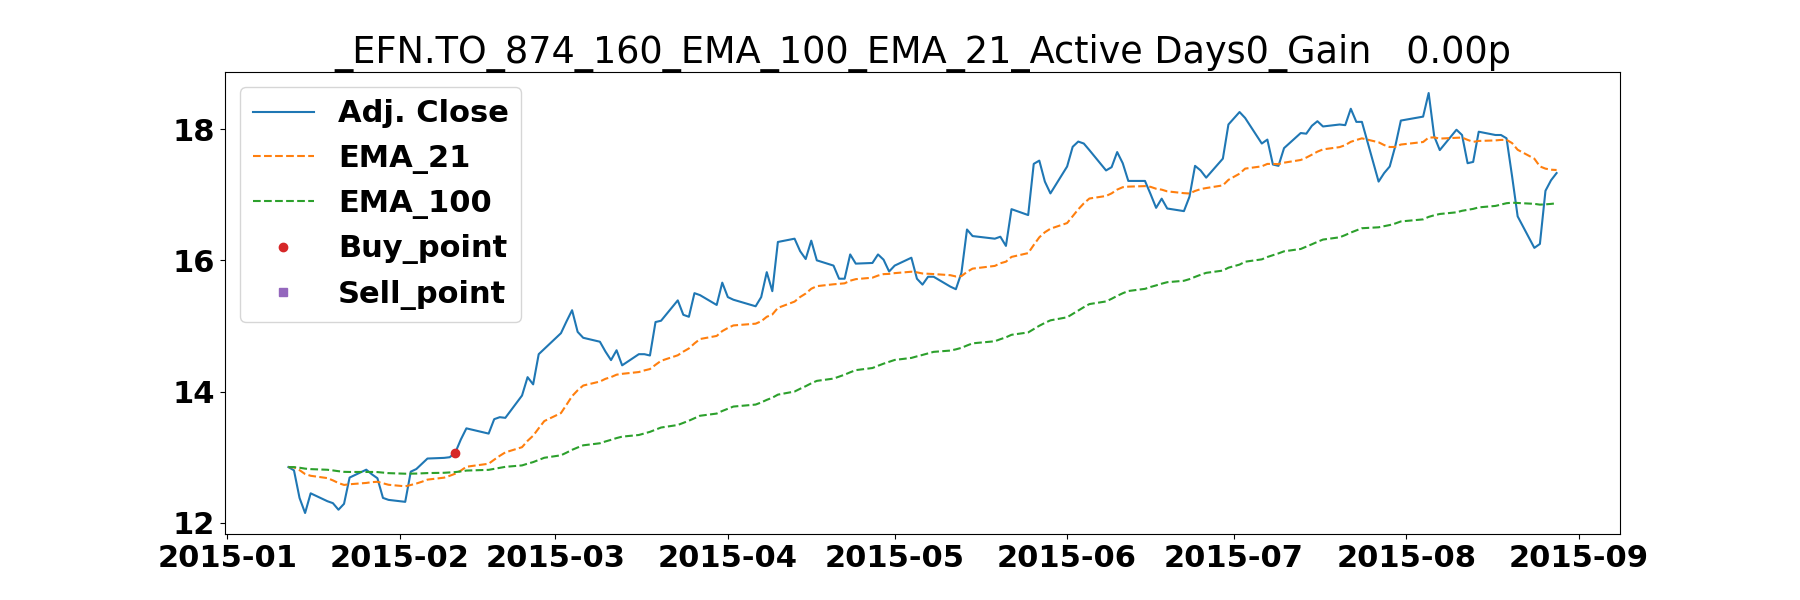 _EFN.TO_874_160_EMA_100_EMA_21_Active Days0_Gain   0.00p
Adj. Close
EMA_21
EMA_100
Buy_point
Sell_point
18
16
14
12
2015-01 2015-02 2015-03 2015-04 2015-05 2015-06 2015-07 2015-08 2015-09